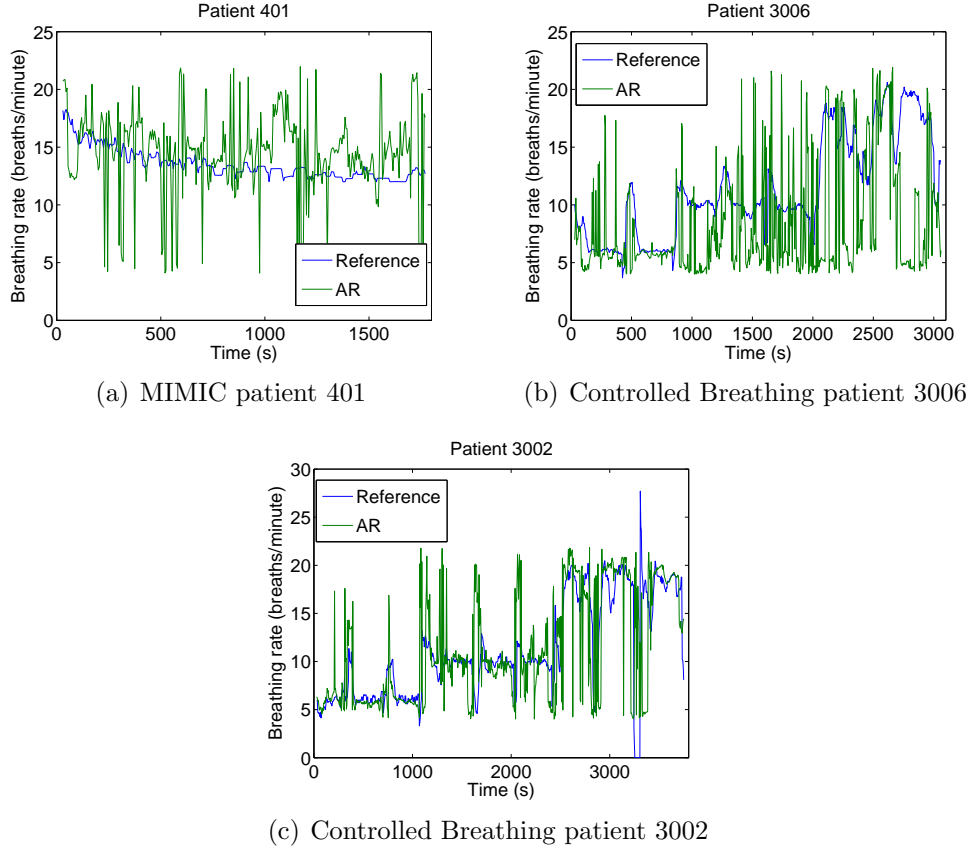 Patient 401
25
20
15
10
5
0
0 500 1000 1500
Breathing rate (breaths/minute)
Time (s)
Reference
AR
(a) MIMIC patient 401
Patient 3006
25
20
15
10
5
0
0 500 1000 1500 2000 2500 3000
Breathing rate (breaths/minute)
Time (s)
Reference
AR
(b) Controlled Breathing patient 3006
Patient 3002
30
25
20
15
10
5
0
0 1000 2000 3000
Breathing rate (breaths/minute)
Time (s)
Reference
AR
(c) Controlled Breathing patient 3002